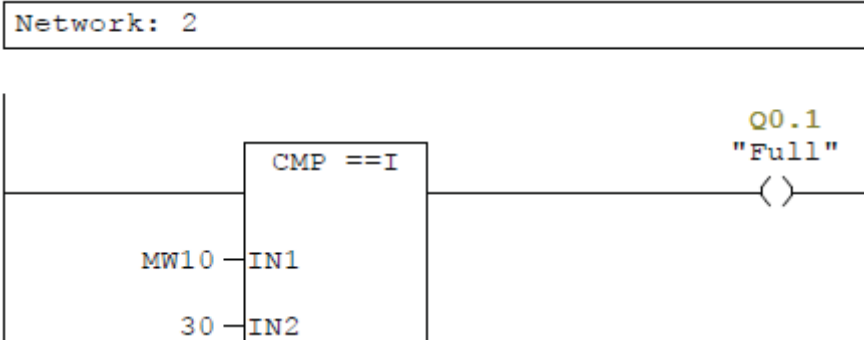 Network: 2
Q0.1
"Full"
CMP ==I
MW10
IN1
30
IN2